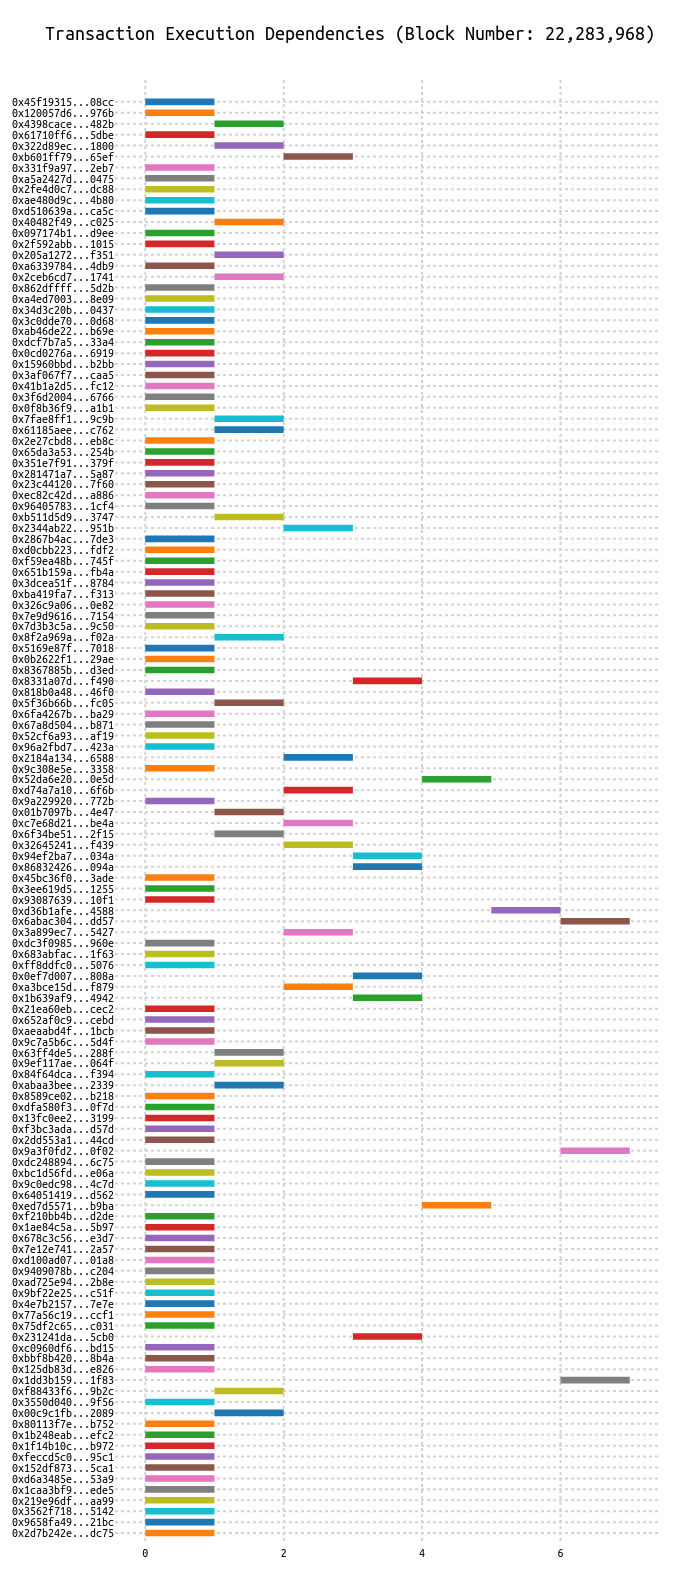 Transaction Execution Dependencies (Block Number: 22,283,968)
0x45f19315...08cc
0x120057d6...976b
0x4398cace...482b
0x61710ff6...5dbe
0x322d89ec...1800
0xb601ff79...65ef
0x331f9a97...2eb7
0xa5a2427d...0475
0x2fe4d0c7...dc88
0xae480d9c...4b80
0xd510639a...ca5c
0x40482f49...c025
0x097174b1...d9ee
0x2f592abb...1015
0x205a1272...f351
0xa6339784...4db9
0x2ceb6cd7...1741
0x862dffff...5d2b
0xa4ed7003...8e09
0x34d3c20b...0437
0x3c0dde70...0d68
0xab46de22...b69e
0xdcf7b7a5...33a4
0x0cd0276a...6919
0x15960bbd...b2bb
0x3af067f7...caa5
0x41b1a2d5...fc12
0x3f6d2004...6766
0x0f8b36f9...a1b1
0x7fae8ff1...9c9b
0x61185aee...c762
0x2e27cbd8...eb8c
0x65da3a53...254b
0x351e7f91...379f
0x281471a7...5a87
0x23c44120...7f60
0xec82c42d...a886
0x96405783...1cf4
0xb511d5d9...3747
0x2344ab22...951b
0x2867b4ac...7de3
0xd0cbb223...fdf2
0xf59ea48b...745f
0x651b159a...fb4a
0x3dcea51f...8784
0xba419fa7...f313
0x326c9a06...0e82
0x7e9d9616...7154
0x7d3b3c5a...9c50
0x8f2a969a...f02a
0x5169e87f...7018
0x0b2622f1...29ae
0x8367885b...d3ed
0x8331a07d...f490
0x818b0a48...46f0
0x5f36b66b...fc05
0x6fa4267b...ba29
0x67a8d504...b871
0x52cf6a93...af19
0x96a2fbd7...423a
0x2184a134...6588
0x9c308e5e...3358
0x52da6e20...0e5d
0xd74a7a10...6f6b
0x9a229920...772b
0x01b7097b...4e47
0xc7e68d21...be4a
0x6f34be51...2f15
0x32645241...f439
0x94ef2ba7...034a
0x86832426...094a
0x45bc36f0...3ade
0x3ee619d5...1255
0x93087639...10f1
0xd36b1afe...4588
0x6abac304...dd57
0x3a899ec7...5427
0xdc3f0985...960e
0x683abfac...1f63
0xff8ddfc0...5076
0x0ef7d007...808a
0xa3bce15d...f879
0x1b639af9...4942
0x21ea60eb...cec2
0x652af0c9...cebd
0xaeaabd4f...1bcb
0x9c7a5b6c...5d4f
0x63ff4de5...288f
0x9ef117ae...064f
0x84f64dca...f394
0xabaa3bee...2339
0x8589ce02...b218
0xdfa580f3...0f7d
0x13fc0ee2...3199
0xf3bc3ada...d57d
0x2dd553a1...44cd
0x9a3f0fd2...0f02
0xdc248894...6c75
0xbc1d56fd...e06a
0x9c0edc98...4c7d
0x64051419...d562
0xed7d5571...b9ba
0xf210bb4b...d2de
0x1ae84c5a...5b97
0x678c3c56...e3d7
0x7e12e741...2a57
0xd100ad07...01a8
0x9409078b...c204
0xad725e94...2b8e
0x9bf22e25...c51f
0x4e7b2157...7e7e
0x77a56c19...ccf1
0x75df2c65...c031
0x231241da...5cb0
0xc0960df6...bd15
0xbbf8b420...8b4a
0x125db83d...e826
0x1dd3b159...1f83
0xf88433f6...9b2c
0x3550d040...9f56
0x00c9c1fb...2089
0x80113f7e...b752
0x1b248eab...efc2
0x1f14b10c...b972
0xfeccd5c0...95c1
0x152df873...5ca1
0xd6a3485e...53a9
0x1caa3bf9...ede5
0x219e96df...aa99
0x3562f718...5142
0x9658fa49...21bc
0x2d7b242e...dc75
0 2 4 6